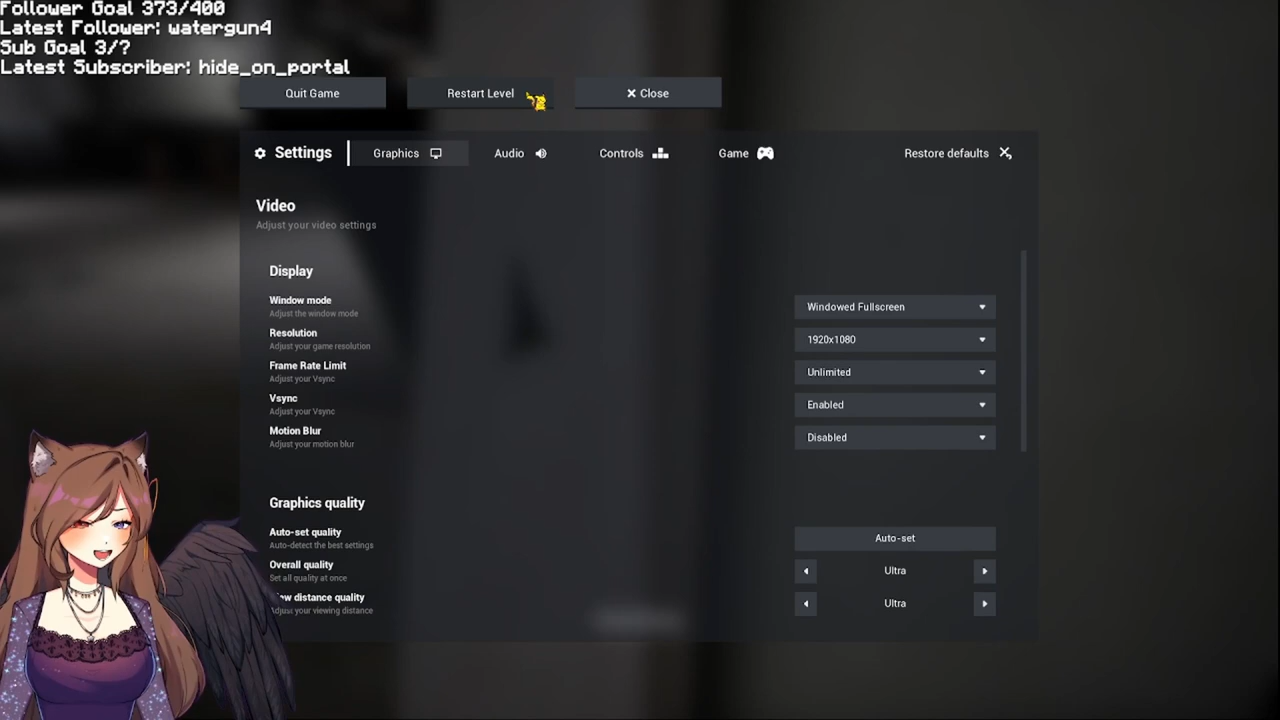 Follower Goal 373/400
Latest Follower: watergun4
Sub Goal 3/?
Latest Subscriber: hide_on_portal
Quit Game
Restart Level
Close
Settings
Graphics
Audio
Controls
Game
Restore defaults
Video
Adjust your video settings
Display
Window mode
Adjust the window mode
Windowed Fullscreen
Resolution
Adjust your game resolution
1920x1080
Frame Rate Limit
Adjust your Vsync
Unlimited
Vsync
Adjust your Vsync
Enabled
Motion Blur
Adjust your motion blur
Disabled
Graphics quality
Auto-set quality
Auto-detect the best settings
Auto-set
Overall quality
Set all quality at once
Ultra
distance quality
Adjust your viewing distance
Ultra